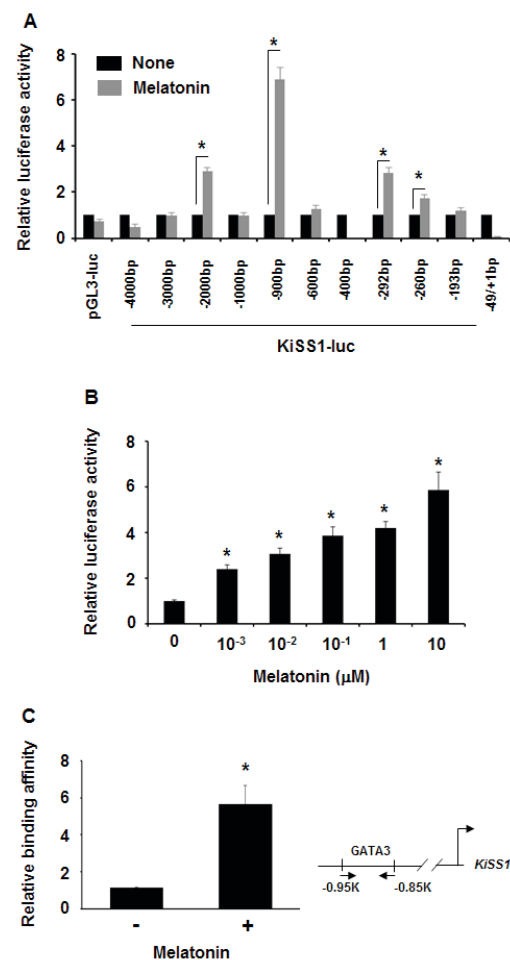 A
Relative luciferase activity
8
6
4
2
0
None
Melatonin
*
*
*
*
pGL3-luc
-4000bp
-3000bp
-2000bp
-1000bp
-900bp
-600bp
-400bp
-292bp
-260bp
-193bp
-49/+1bp
KiSS1-luc
B
Relative luciferase activity
8
6
4
2
0
*
*
*
*
*
0 10⁻³ 10⁻² 10⁻¹ 1 10
Melatonin (μM)
C
Relative binding affinity
8
6
4
2
0
*
- +
Melatonin
GATA3
-0.95K -0.85K
KiSS1